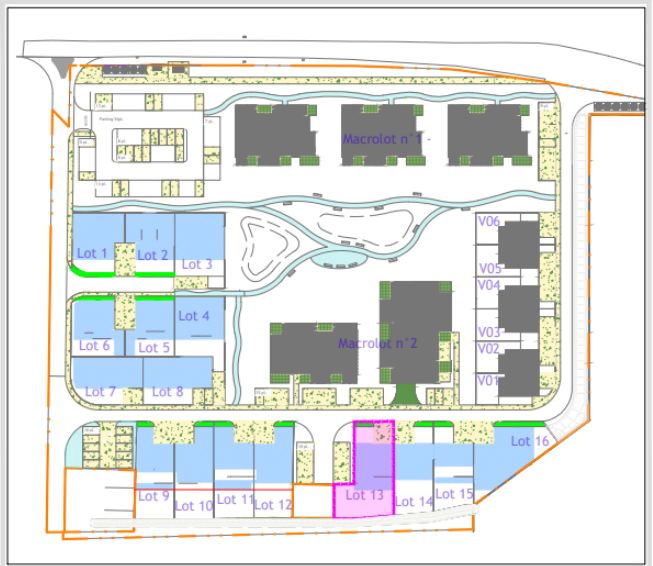 Parking 50pl.
Macrolot n°1 -
V06
Lot 1
Lot 2
Lot 3
V05
V04
Lot 4
Lot 6
Lot 5
V03
Macrolot n°2
V02
Lot 7
Lot 8
V01
Lot 16
Lot 9
Lot 10
Lot 11
Lot 12
Lot 13
Lot 14
Lot 15